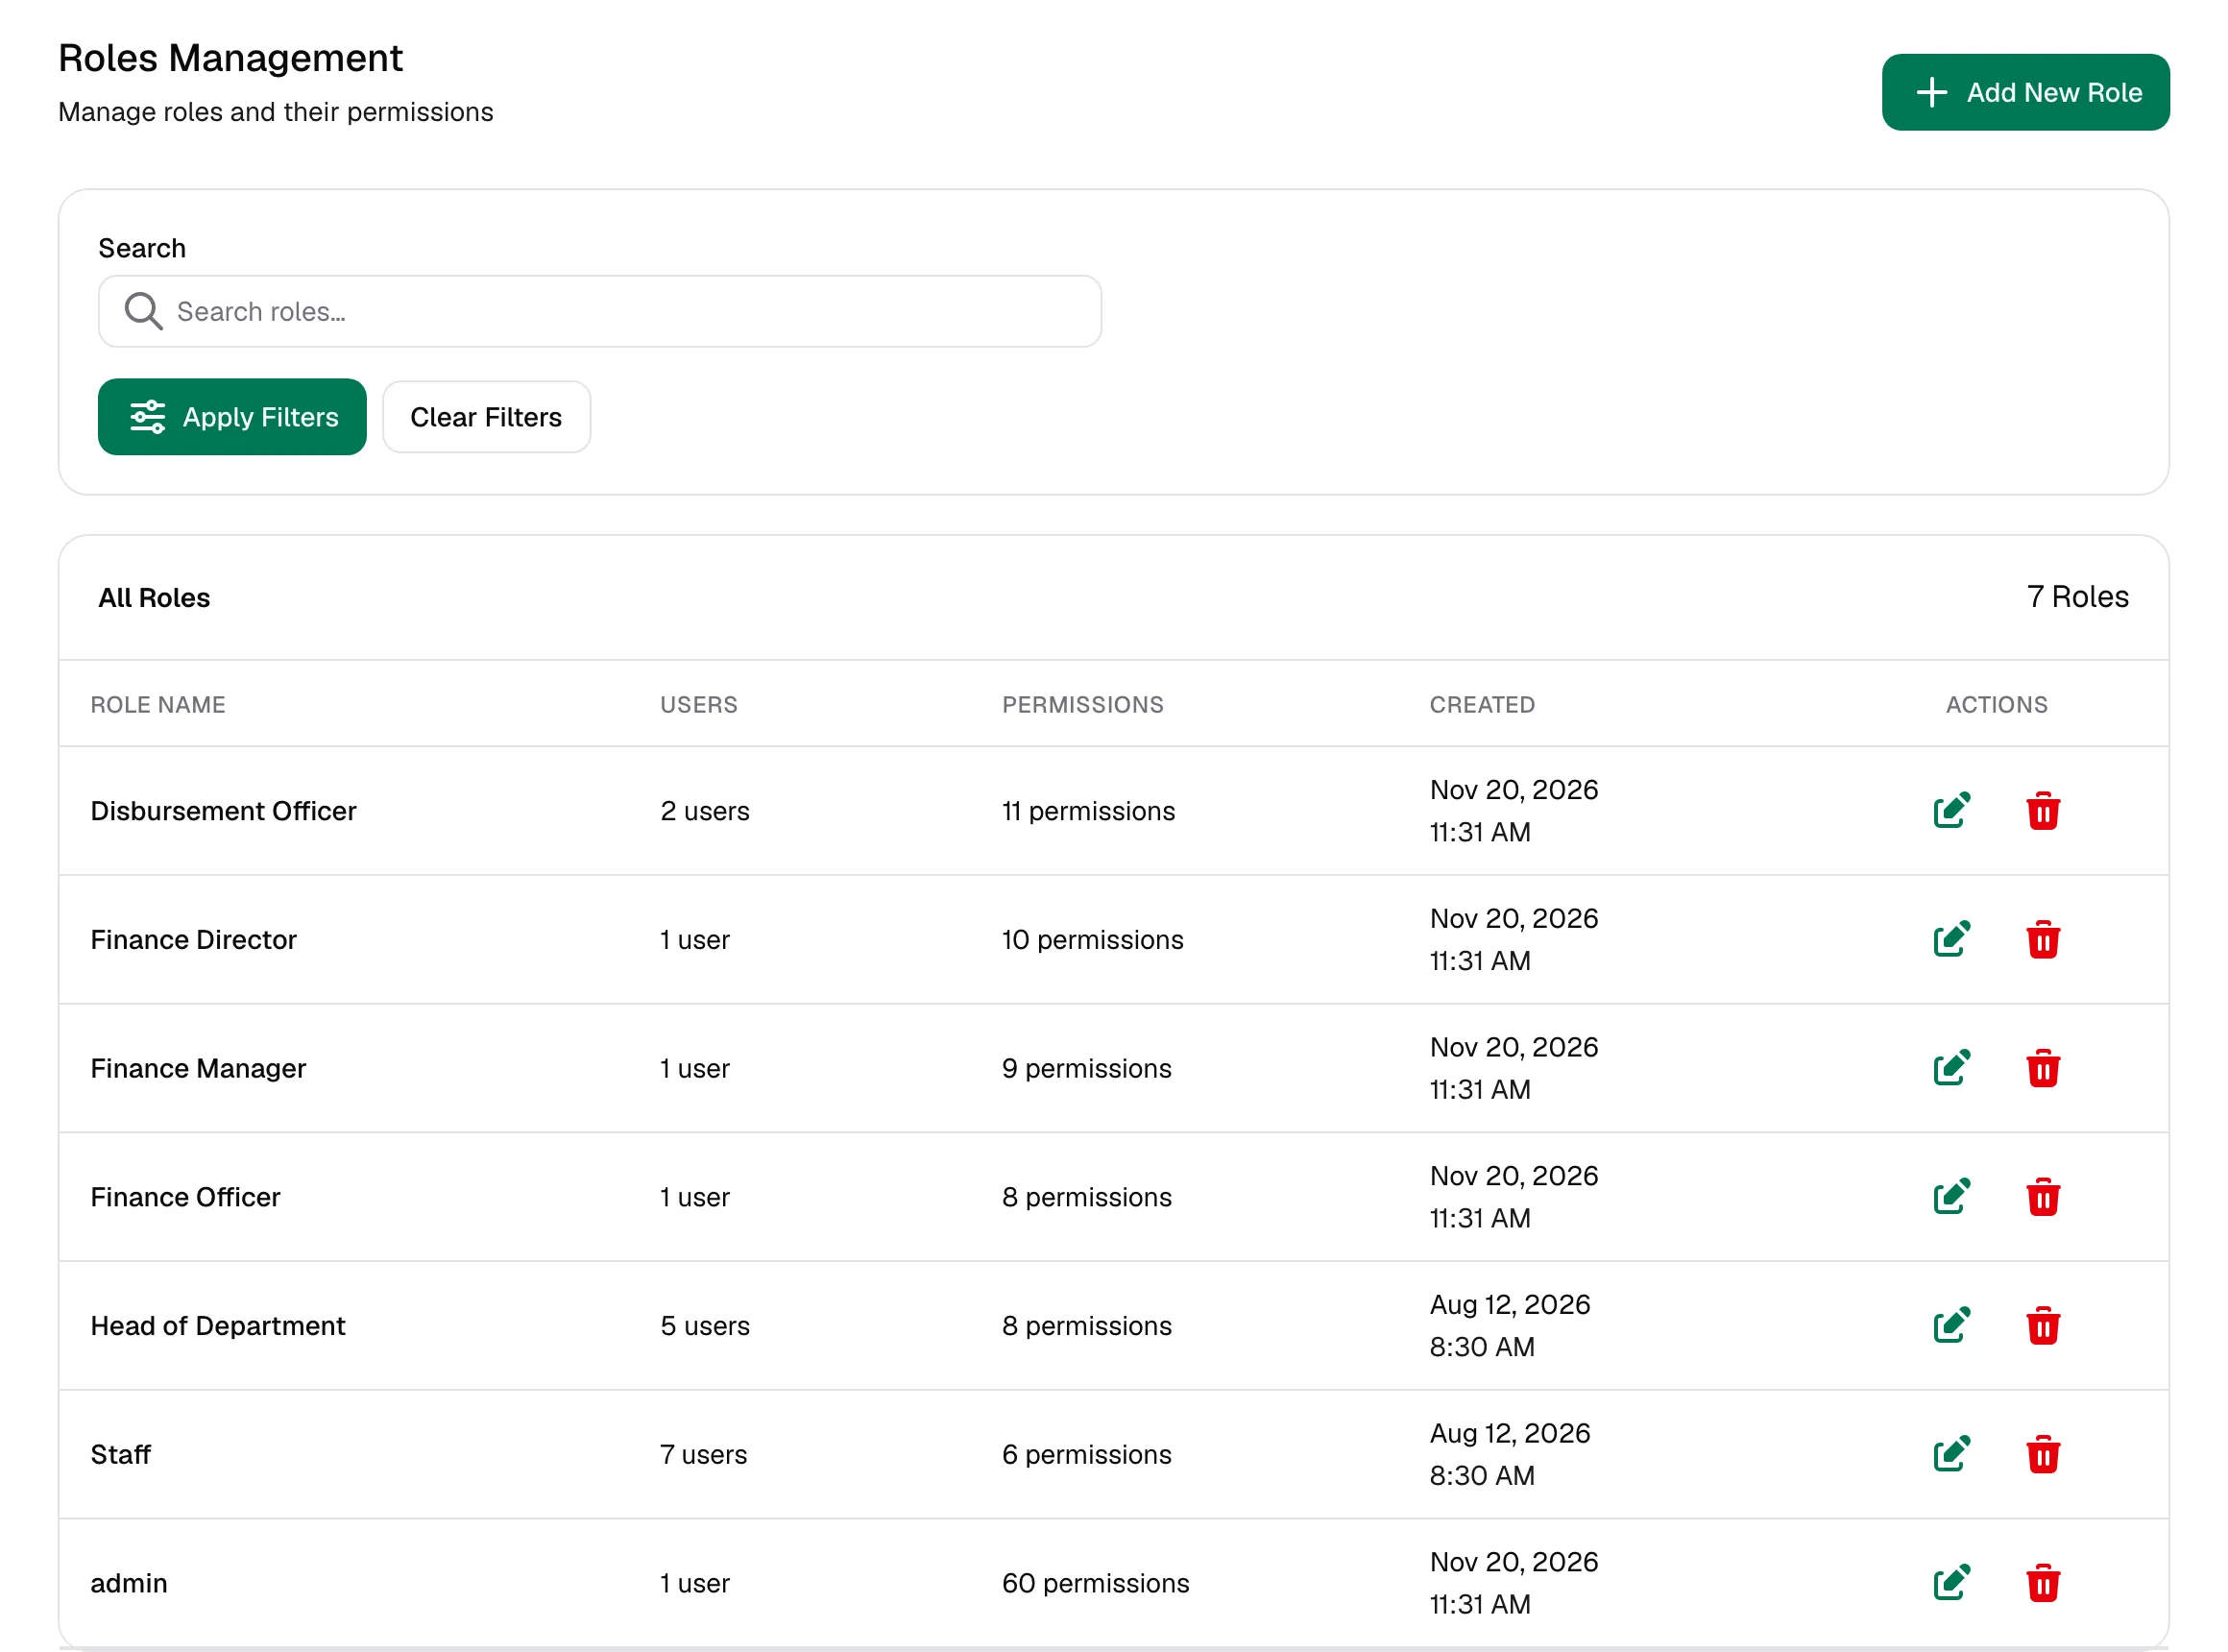 Roles Management
Manage roles and their permissions
Add New Role
Search
Search roles...
Apply Filters
Clear Filters
All Roles
7 Roles
ROLE NAME USERS PERMISSIONS CREATED ACTIONS
Disbursement Officer 2 users 11 permissions Nov 20, 2026
11:31 AM
Finance Director 1 user 10 permissions Nov 20, 2026
11:31 AM
Finance Manager 1 user 9 permissions Nov 20, 2026
11:31 AM
Finance Officer 1 user 8 permissions Nov 20, 2026
11:31 AM
Head of Department 5 users 8 permissions Aug 12, 2026
8:30 AM
Staff 7 users 6 permissions Aug 12, 2026
8:30 AM
admin 1 user 60 permissions Nov 20, 2026
11:31 AM